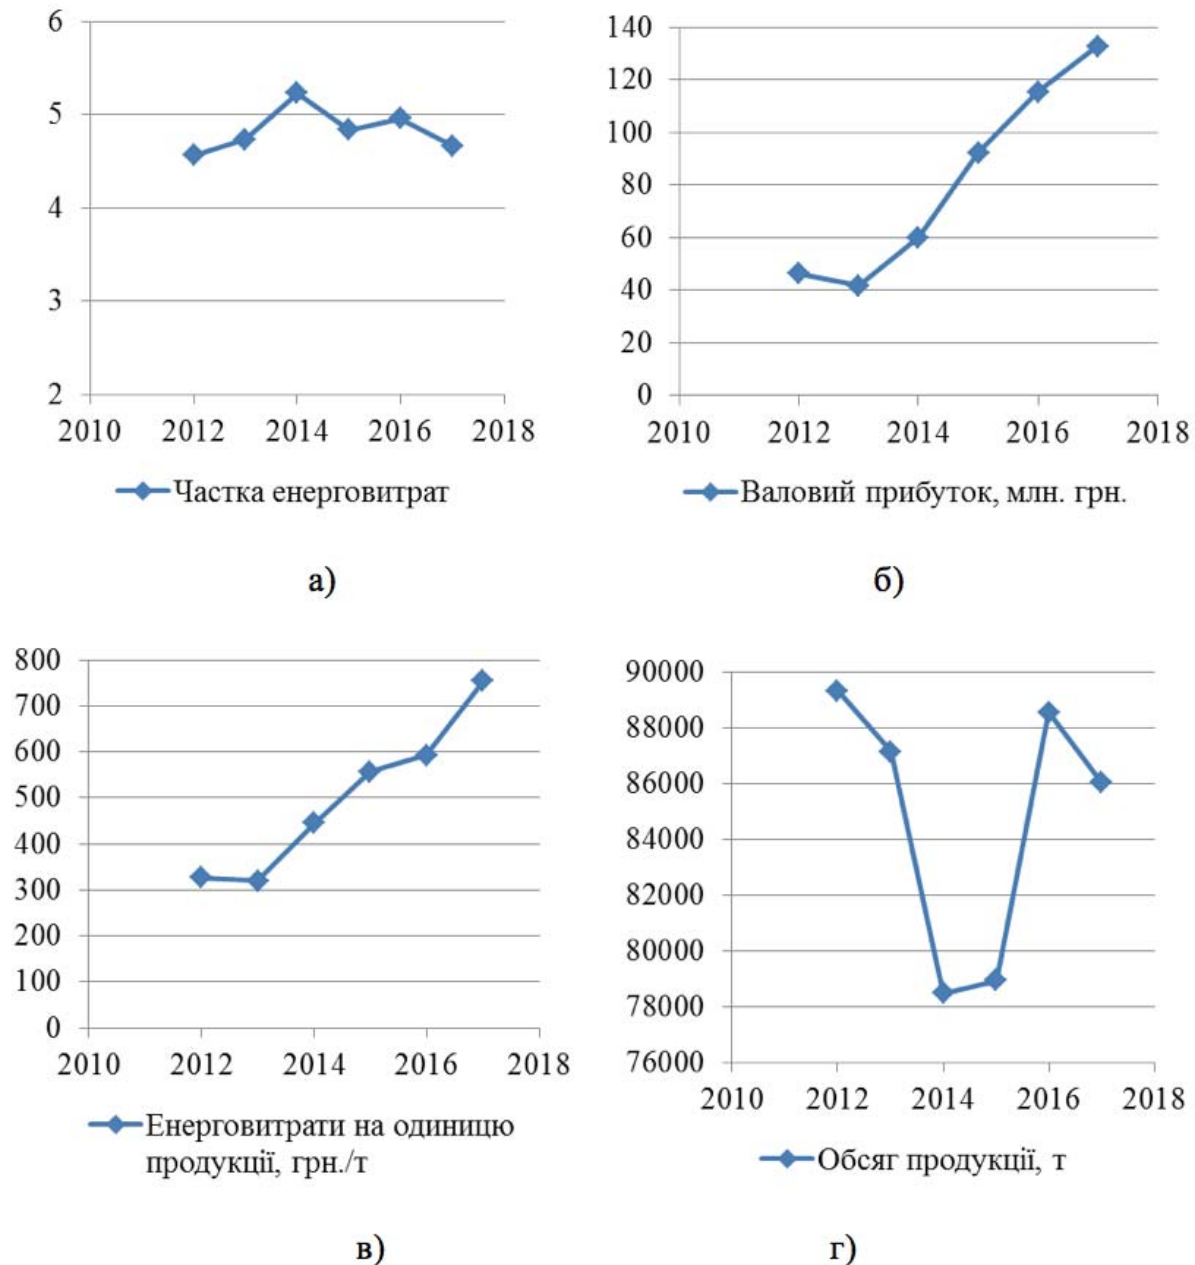 6
5
4
3
2
2010 2012 2014 2016 2018
Частка енерговитрат
а)
140
120
100
80
60
40
20
0
2010 2012 2014 2016 2018
Валовий прибуток, млн. грн.
б)
800
700
600
500
400
300
200
100
0
2010 2012 2014 2016 2018
Енерговитрати на одиницю
продукції, грн./т
в)
90000
88000
86000
84000
82000
80000
78000
76000
2010 2012 2014 2016 2018
Обсяг продукції, т
г)